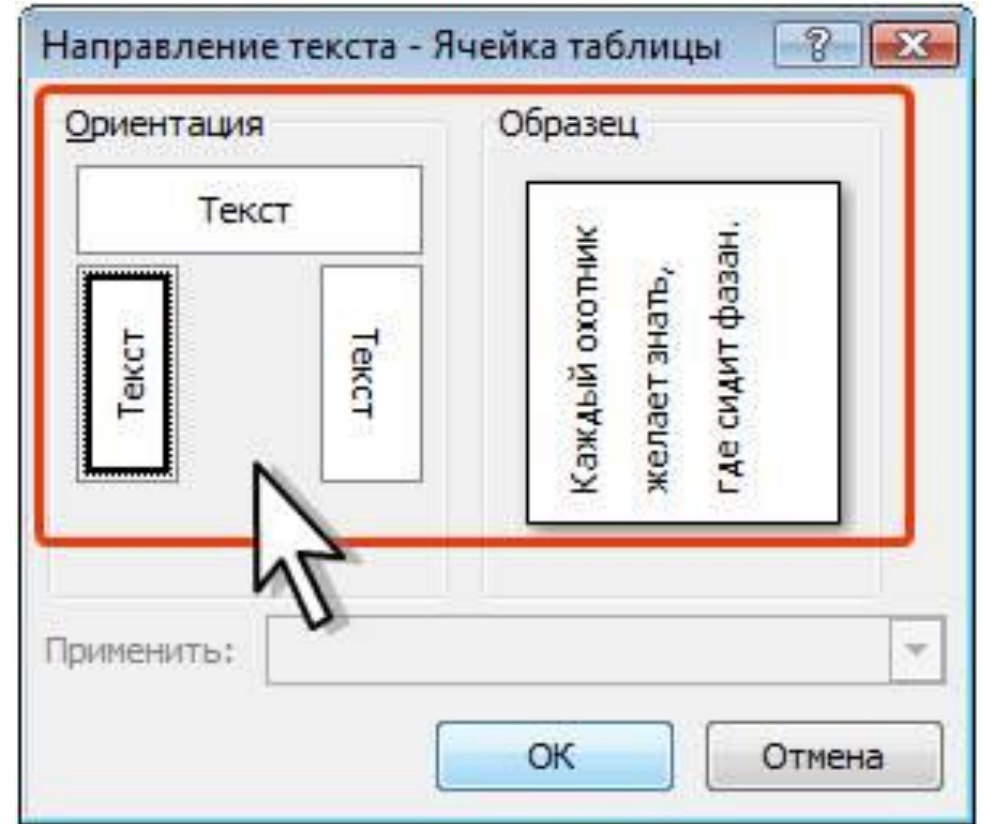 Направление текста - Ячейка таблицы
Ориентация
Текст
Текст
Текст
Образец
Каждый охотник
желает знать,
где сидит фазан.
Применить:
ОК
Отмена